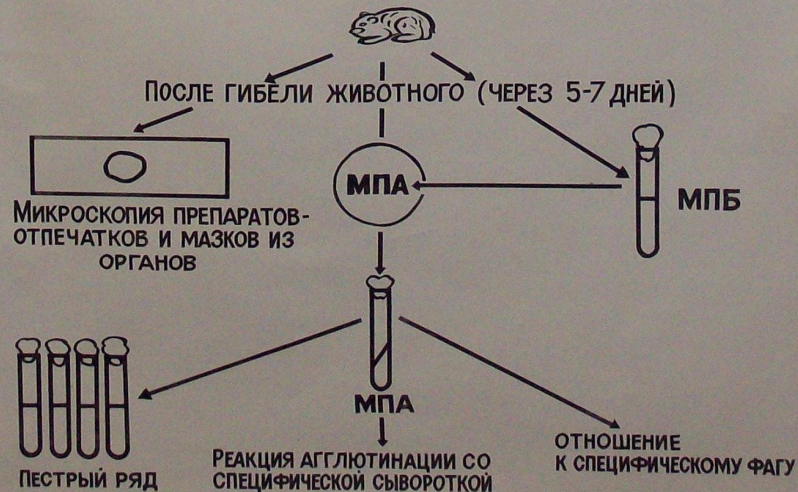 ПОСЛЕ ГИБЕЛИ ЖИВОТНОГО (ЧЕРЕЗ 5-7 ДНЕЙ)
МПА
МПБ
МИКРОСКОПИЯ ПРЕПАРАТОВ-
ОТПЕЧАТКОВ И МАЗКОВ ИЗ
ОРГАНОВ
МПА
ПЕСТРЫЙ РЯД
РЕАКЦИЯ АГГЛЮТИНАЦИИ СО
СПЕЦИФИЧЕСКОЙ СЫВОРОТКОЙ
ОТНОШЕНИЕ
К СПЕЦИФИЧЕСКОМУ ФАГУ